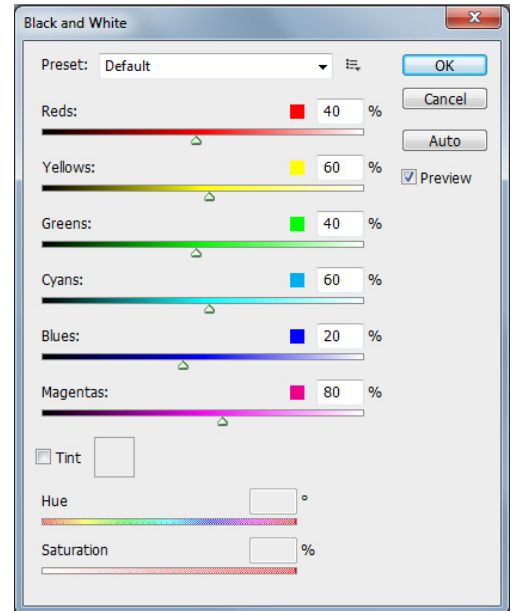 Black and White
Preset: Default
OK
Cancel
Auto
Preview
Reds: 40 %
Yellows: 60 %
Greens: 40 %
Cyans: 60 %
Blues: 20 %
Magentas: 80 %
Tint
Hue °
Saturation %